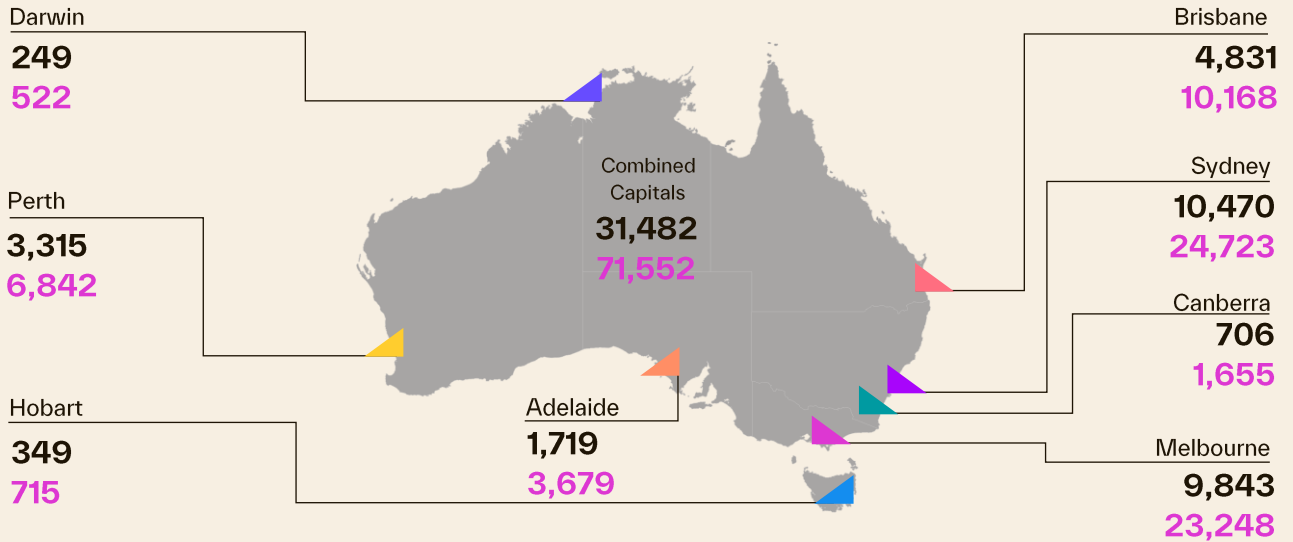 Darwin
249
522
Perth
3,315
6,842
Hobart
349
715
Combined
Capitals
31,482
71,552
Adelaide
1,719
3,679
Brisbane
4,831
10,168
Sydney
10,470
24,723
Canberra
706
1,655
Melbourne
9,843
23,248